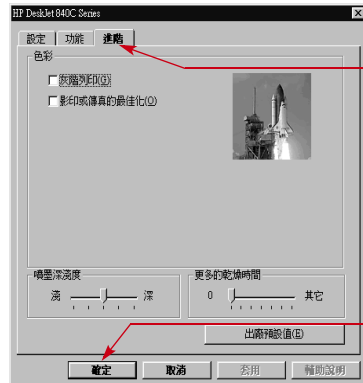 HP DeskJet 840C Series
設定 功能 進階
色彩
灰階列印(G)
影印或傳真的最佳化(O)
噴墨深淺度
淺 深
更多的乾燥時間
0 其它
出廠預設值(E)
確定 取消 套用 輔助說明